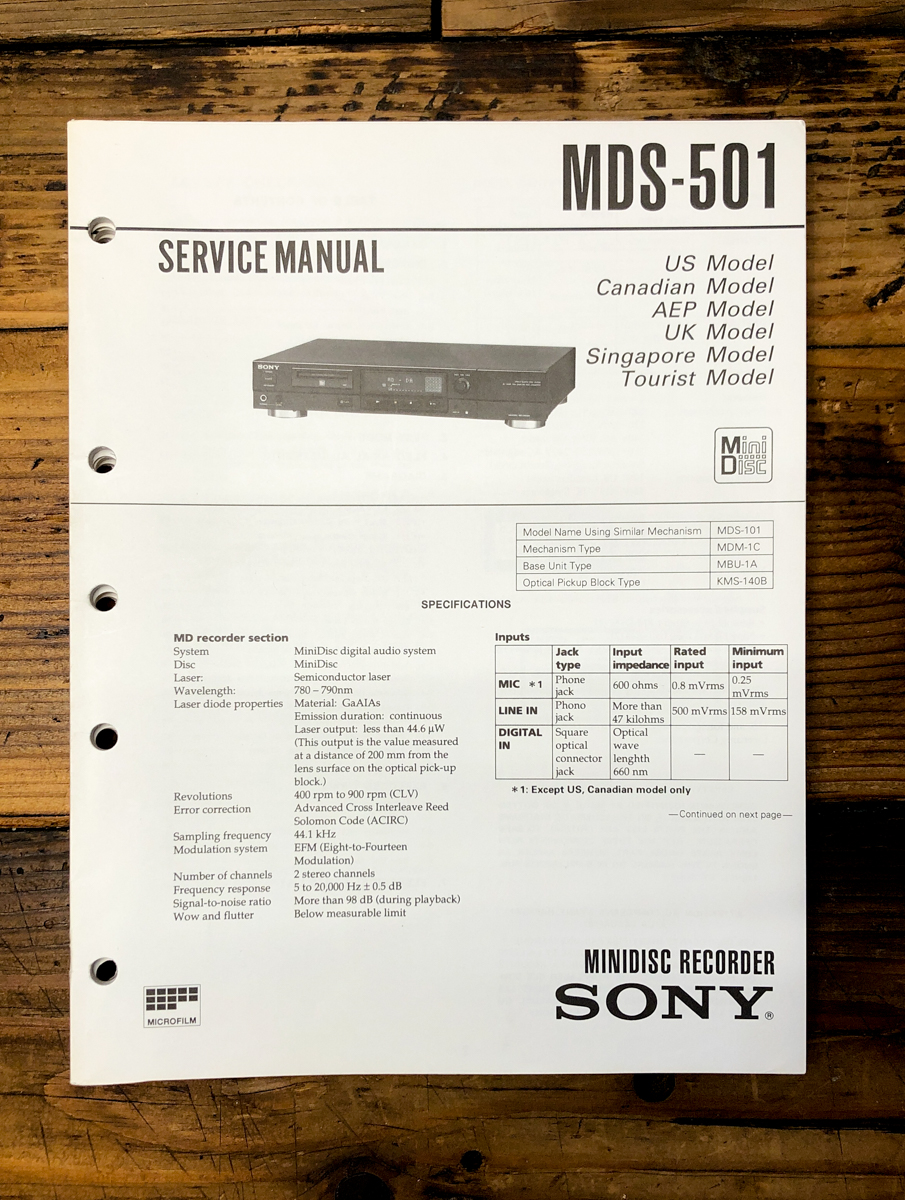 MDS-501
SERVICE MANUAL
US Model
Canadian Model
AEP Model
UK Model
Singapore Model
Tourist Model
SONY
Mini
Disc
Model Name Using Similar Mechanism MDS-101
Mechanism Type MDM-1C
Base Unit Type MBU-1A
Optical Pickup Block Type KMS-140B
SPECIFICATIONS
MD recorder section
System MiniDisc digital audio system
Disc MiniDisc
Laser: Semiconductor laser
Wavelength: 780 – 790nm
Laser diode properties Material: GaAIAs
Emission duration: continuous
Laser output: less than 44.6 µW
(This output is the value measured
at a distance of 200 mm from the
lens surface on the optical pick-up
block.)
Revolutions 400 rpm to 900 rpm (CLV)
Error correction Advanced Cross Interleave Reed
Solomon Code (ACIRC)
Sampling frequency 44.1 kHz
Modulation system EFM (Eight-to-Fourteen
Modulation)
Number of channels 2 stereo channels
Frequency response 5 to 20,000 Hz ± 0.5 dB
Signal-to-noise ratio More than 98 dB (during playback)
Wow and flutter Below measurable limit
Inputs
Jack Input Rated Minimum
type impedance input input
MIC *1 Phone jack 600 ohms 0.8 mVrms 0.25 mVrms
LINE IN Phono jack More than 47 kilohms 500 mVrms 158 mVrms
DIGITAL IN Square optical connector jack Optical wave lenghth 660 nm — —
*1: Except US, Canadian model only
—Continued on next page—
MICROFILM
MINIDISC RECORDER
SONY®